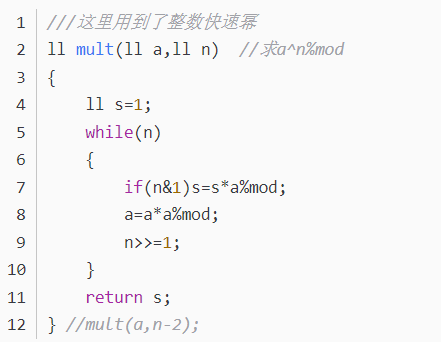 1 ///这里用到了整数快速幂
2 ll mult(ll a,ll n)  //求a^n%mod
3 {
4     ll s=1;
5     while(n)
6     {
7         if(n&1)s=s*a%mod;
8         a=a*a%mod;
9         n>>=1;
10     }
11     return s;
12 } //mult(a,n-2);